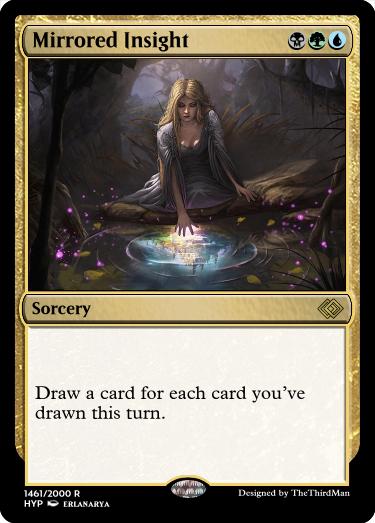 Mirrored Insight
Sorcery
Draw a card for each card you've
drawn this turn.
1461/2000 R
HYP ERLANARYA
Designed by TheThirdMan